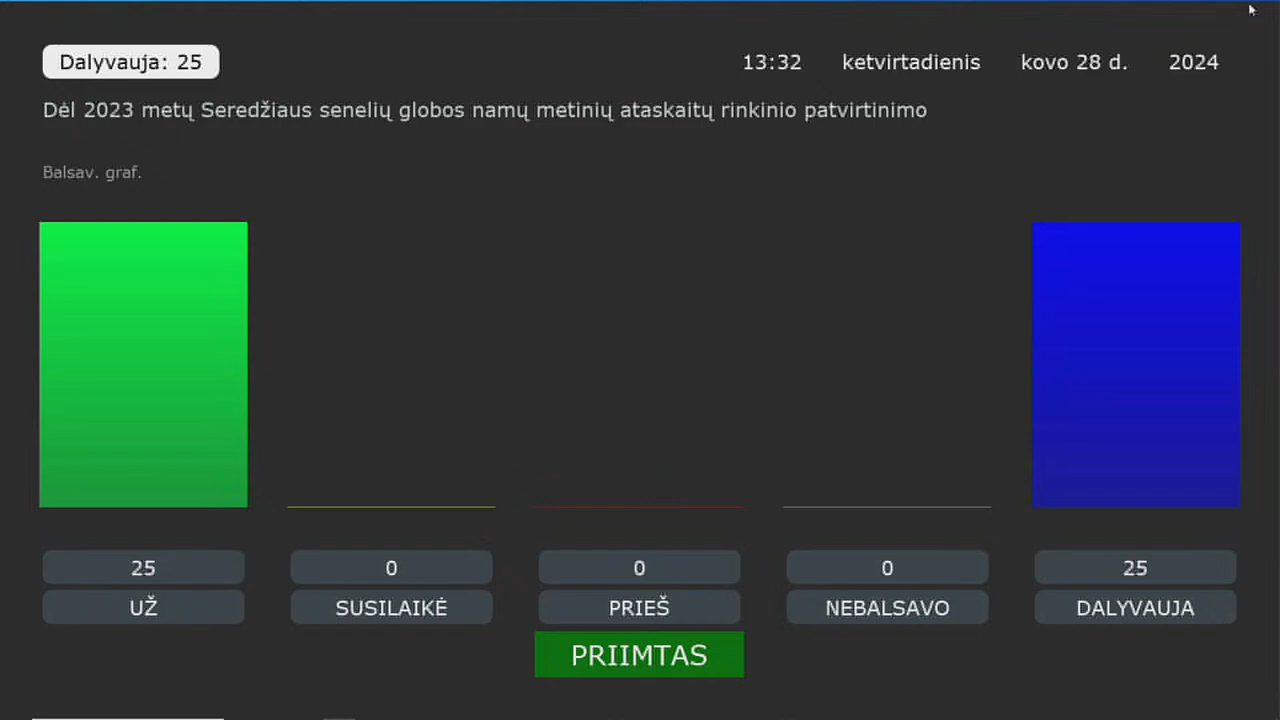 Dalyvauja: 25 13:32 ketvirtadienis kovo 28 d. 2024
Dėl 2023 metų Seredžiaus senelių globos namų metinių ataskaitų rinkinio patvirtinimo
Balsav. graf.
25 0 0 0 25
UŽ SUSILAIKĖ PRIEŠ NEBALSAVO DALYVAUJA
PRIIMTAS